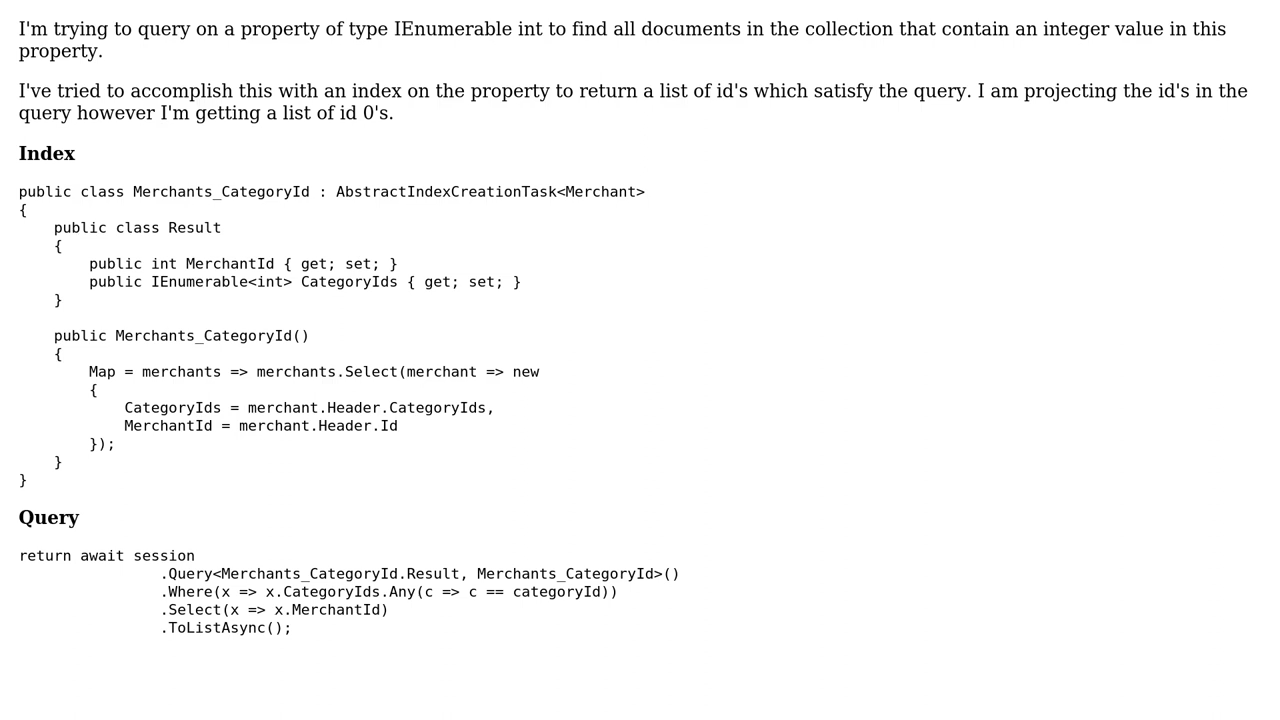 I'm trying to query on a property of type IEnumerable int to find all documents in the collection that contain an integer value in this
property.
I've tried to accomplish this with an index on the property to return a list of id's which satisfy the query. I am projecting the id's in the
query however I'm getting a list of id 0's.
Index
public class Merchants_CategoryId : AbstractIndexCreationTask<Merchant>
{
    public class Result
    {
        public int MerchantId { get; set; }
        public IEnumerable<int> CategoryIds { get; set; }
    }
    public Merchants_CategoryId()
    {
        Map = merchants => merchants.Select(merchant => new
        {
            CategoryIds = merchant.Header.CategoryIds,
            MerchantId = merchant.Header.Id
        });
    }
}
Query
return await session
                .Query<Merchants_CategoryId.Result, Merchants_CategoryId>()
                .Where(x => x.CategoryIds.Any(c => c == categoryId))
                .Select(x => x.MerchantId)
                .ToListAsync();